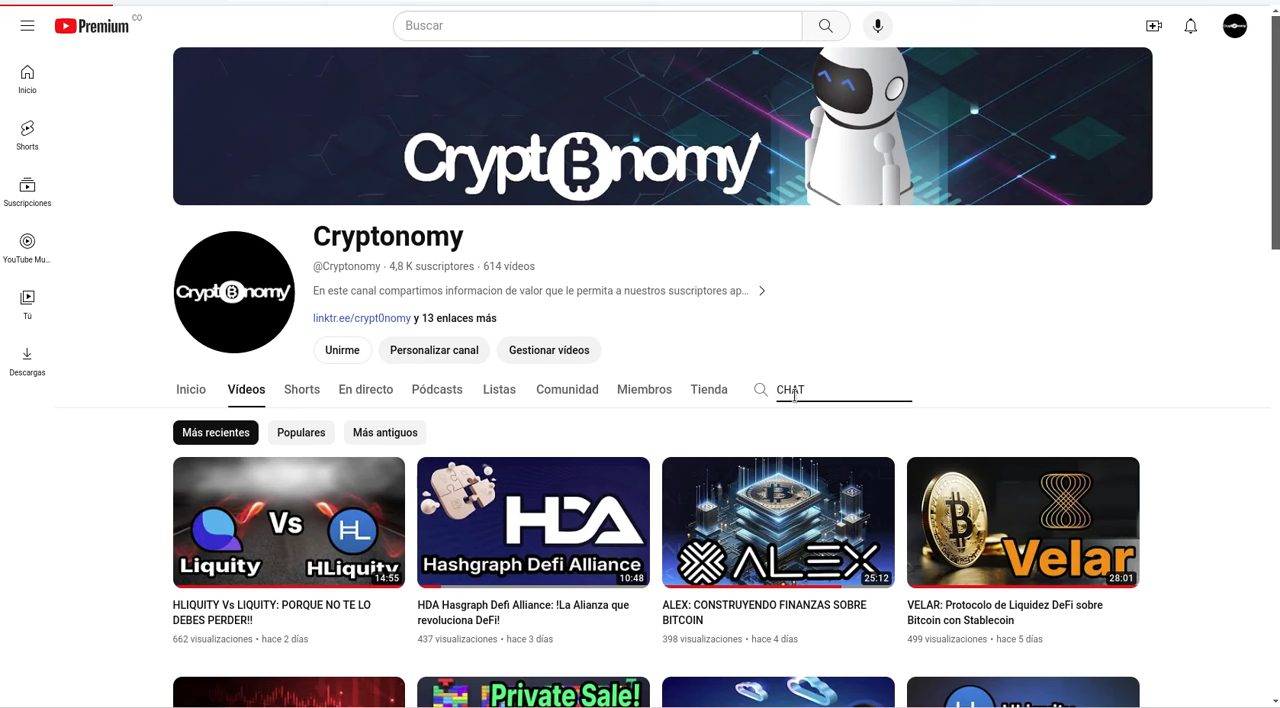 Premium CO
Buscar
Cryptonomy
Inicio
Shorts
Suscripciones
YouTube Mu...
Tú
Descargas
Cryptonomy
Cryptonomy
@Cryptonomy · 4,8 K suscriptores · 614 vídeos
En este canal compartimos informacion de valor que le permita a nuestros suscriptores ap...
linktr.ee/crypt0nomy y 13 enlaces más
Unirme Personalizar canal Gestionar vídeos
Inicio Vídeos Shorts En directo Pódcasts Listas Comunidad Miembros Tienda CHAT
Más recientes Populares Más antiguos
Liquity Vs HL HLiquity 14:55
HDA Hashgraph Defi Alliance 10:48
ALEX 25:12
Velar 28:01
HLIQUITY Vs LIQUITY: PORQUE NO TE LO
DEBES PERDER!!
662 visualizaciones • hace 2 días
HDA Hasgraph Defi Alliance: !La Alianza que
revoluciona DeFi!
437 visualizaciones • hace 3 días
ALEX: CONSTRUYENDO FINANZAS SOBRE
BITCOIN
398 visualizaciones • hace 4 días
VELAR: Protocolo de Liquidez DeFi sobre
Bitcoin con Stablecoin
499 visualizaciones • hace 5 días
Private Sale!